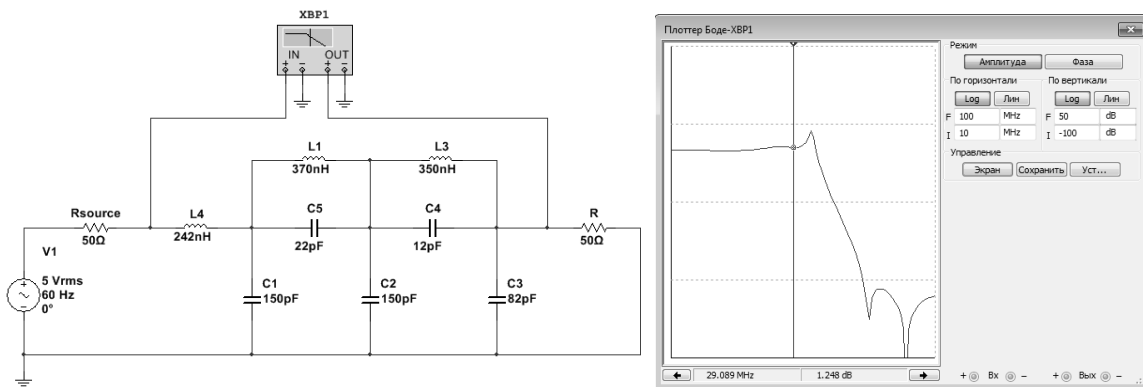 XBP1
IN OUT
+ − + −
L1
370nH
L3
350nH
Rsource
50Ω
L4
242nH
C5
22pF
C4
12pF
R
50Ω
V1
5 Vrms
60 Hz
0°
C1
150pF
C2
150pF
C3
82pF
Плоттер Боде-XBP1
Режим
Амплитуда Фаза
По горизонтали По вертикали
Log Лин Log Лин
F 100 MHz F 50 dB
I 10 MHz I -100 dB
Управление
Экран Сохранить Уст...
29.089 MHz 1.248 dB
+ Вх − + Вых −